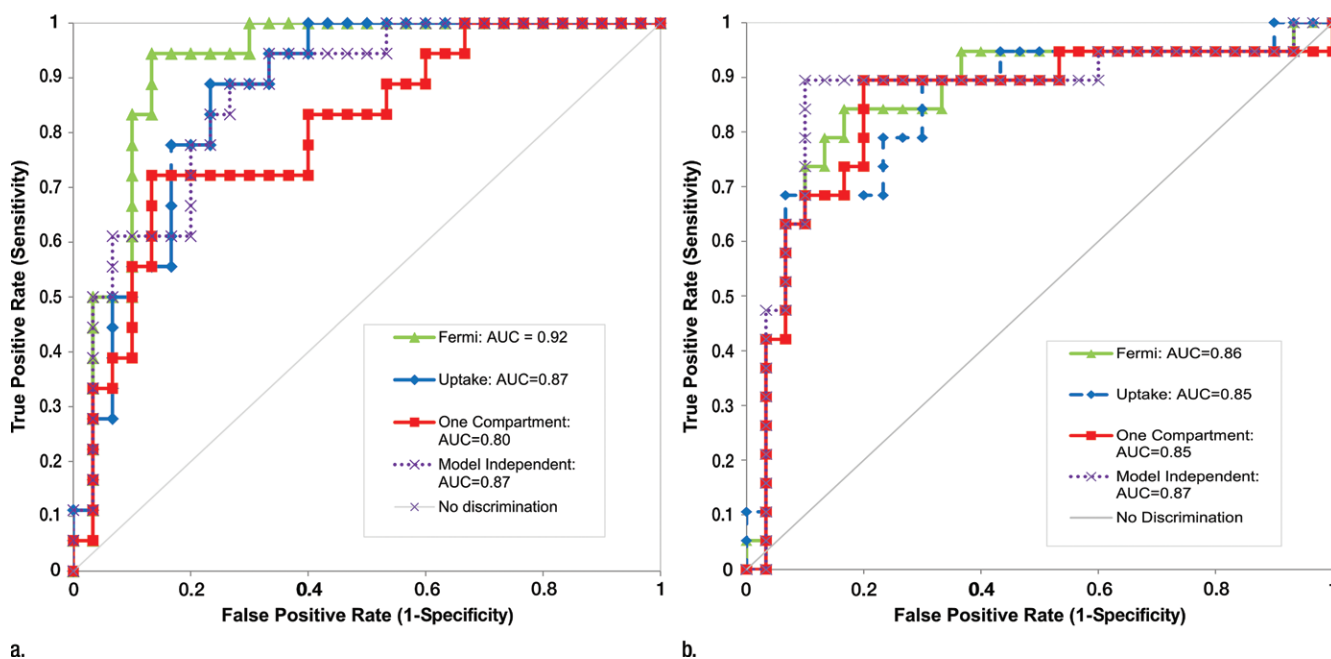 True Positive Rate (Sensitivity)
1
0.9
0.8
0.7
0.6
0.5
0.4
0.3
0.2
0.1
0
Fermi: AUC = 0.92
Uptake: AUC=0.87
One Compartment:
AUC=0.80
Model Independent:
AUC=0.87
No discrimination
0
0.2
0.4
0.6
0.8
1
False Positive Rate (1-Specificity)
a.
True Positive Rate (Sensitivity)
1
0.9
0.8
0.7
0.6
0.5
0.4
0.3
0.2
0.1
0
Fermi: AUC=0.86
Uptake: AUC=0.85
One Compartment:
AUC=0.85
Model Independent:
AUC=0.87
No Discrimination
0
0.2
0.4
0.6
0.8
False Positive Rate (1-Specificity)
b.